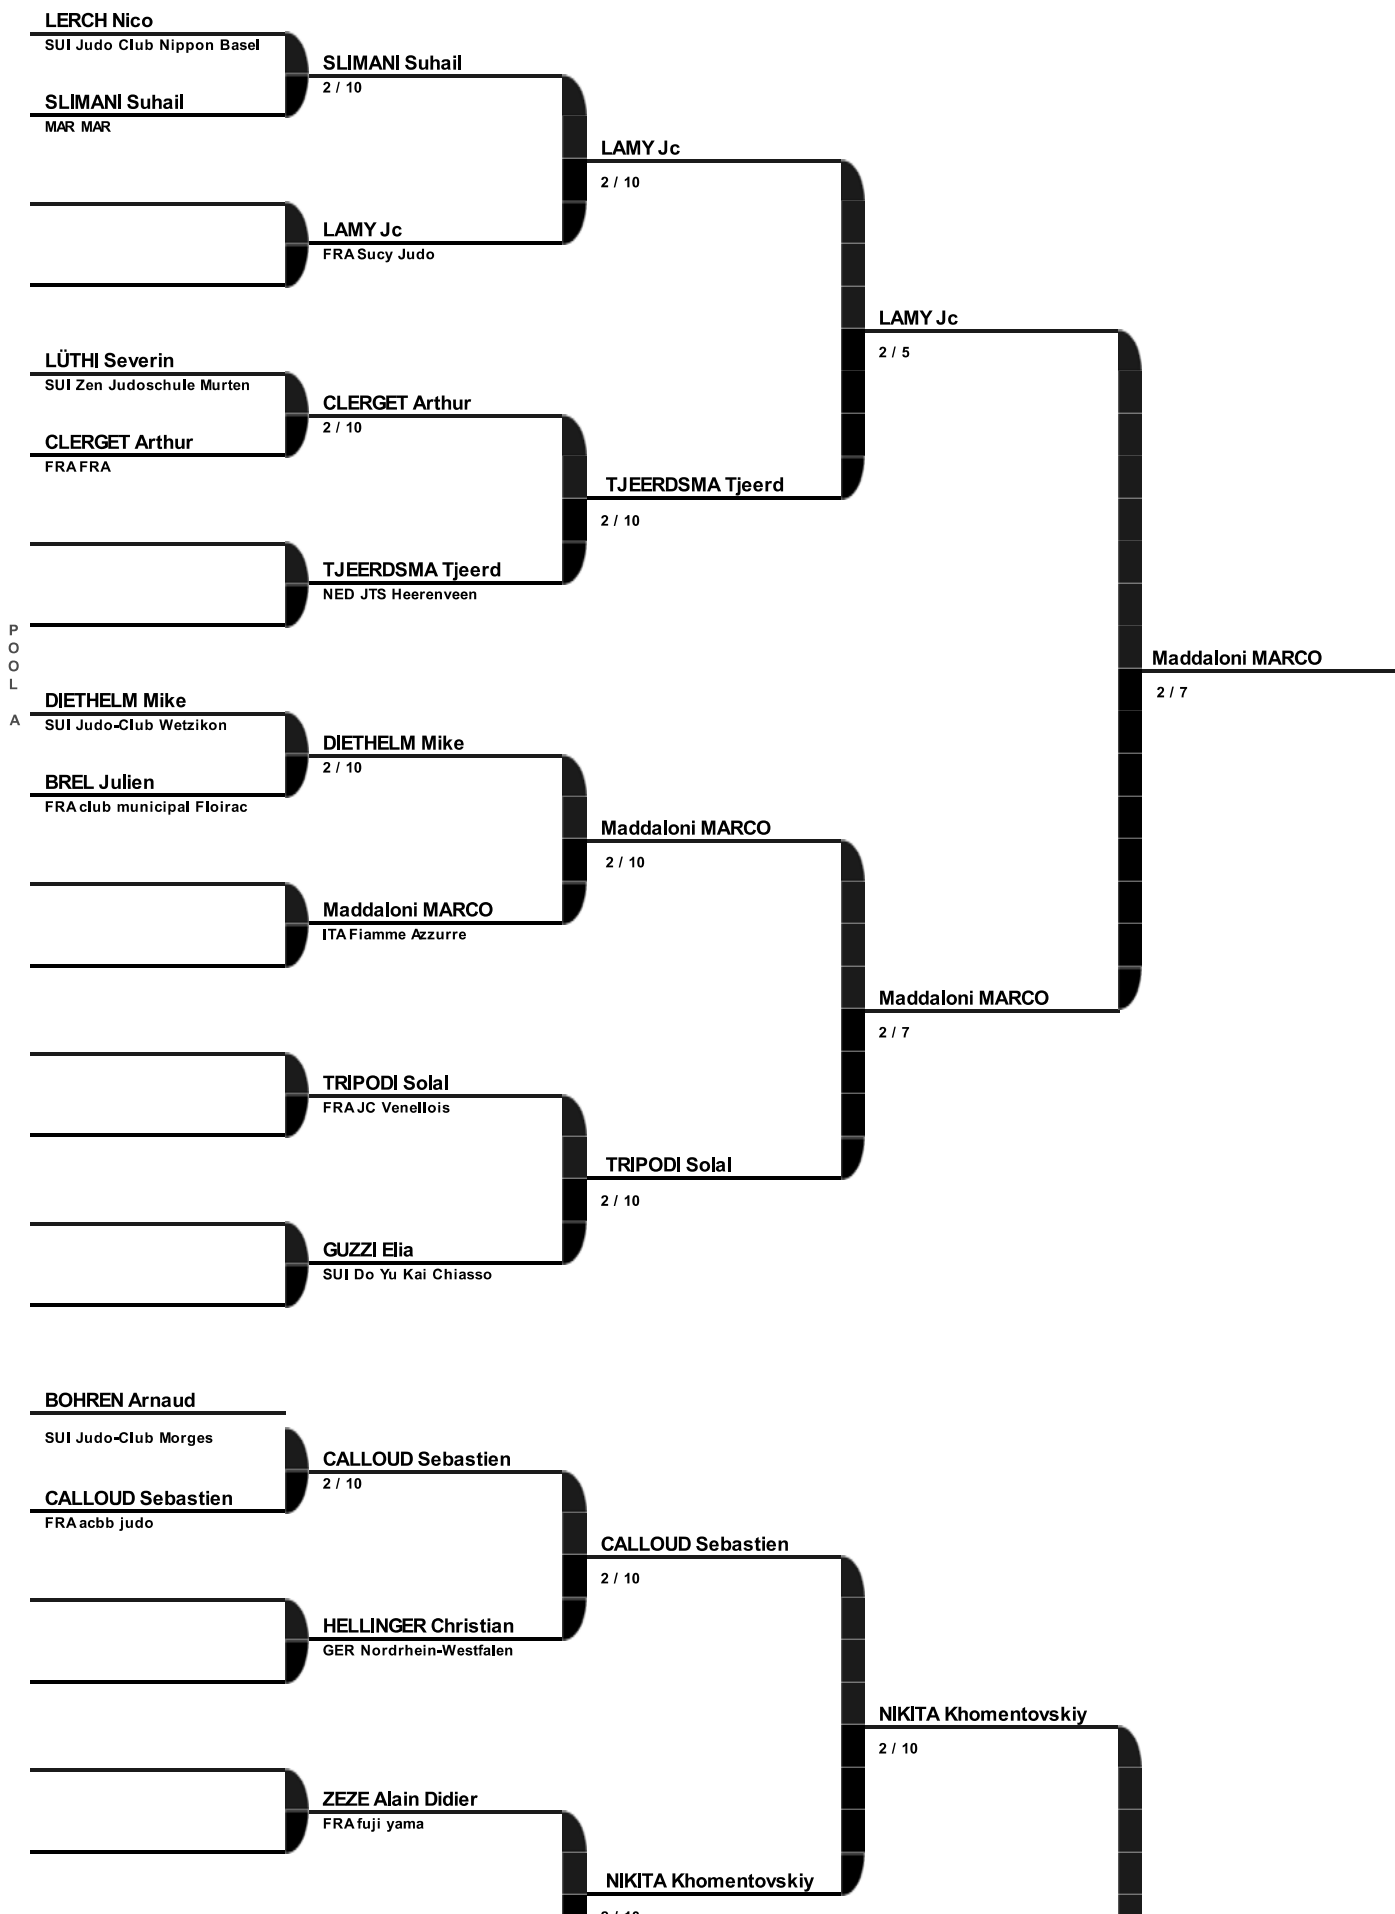 LERCH Nico
SUI Judo Club Nippon Basel
SLIMANI Suhail
2 / 10
SLIMANI Suhail
MAR MAR
LAMY Jc
2 / 10
LAMY Jc
FRA Sucy Judo
LAMY Jc
2 / 5
LÜTHI Severin
SUI Zen Judoschule Murten
CLERGET Arthur
2 / 10
CLERGET Arthur
FRA FRA
TJEERDSMA Tjeerd
2 / 10
TJEERDSMA Tjeerd
NED JTS Heerenveen
POOL A
Maddaloni MARCO
2 / 7
DIETHELM Mike
SUI Judo-Club Wetzikon
DIETHELM Mike
2 / 10
BREL Julien
FRA club municipal Floirac
Maddaloni MARCO
2 / 10
Maddaloni MARCO
ITA Fiamme Azzurre
Maddaloni MARCO
2 / 7
TRIPODI Solal
FRA JC Venellois
TRIPODI Solal
2 / 10
GUZZI Elia
SUI Do Yu Kai Chiasso
BOHREN Arnaud
SUI Judo-Club Morges
CALLOUD Sebastien
2 / 10
CALLOUD Sebastien
FRA acbb judo
CALLOUD Sebastien
2 / 10
HELLINGER Christian
GER Nordrhein-Westfalen
NIKITA Khomentovskiy
2 / 10
ZEZE Alain Didier
FRA fuji yama
NIKITA Khomentovskiy